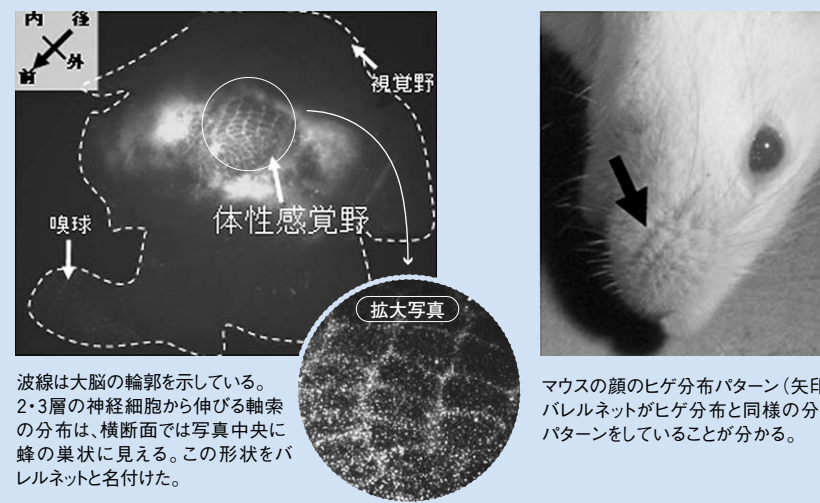 内 後
外
前
視覚野
嗅球
体性感覚野
拡大写真
波線は大脳の輪郭を示している。
2・3層の神経細胞から伸びる軸索
の分布は、横断面では写真中央に
蜂の巣状に見える。この形状をバ
レルネットと名付けた。
マウスの顔のヒゲ分布パターン（矢印
バレルネットがヒゲ分布と同様の分
パターンをしていることが分かる。